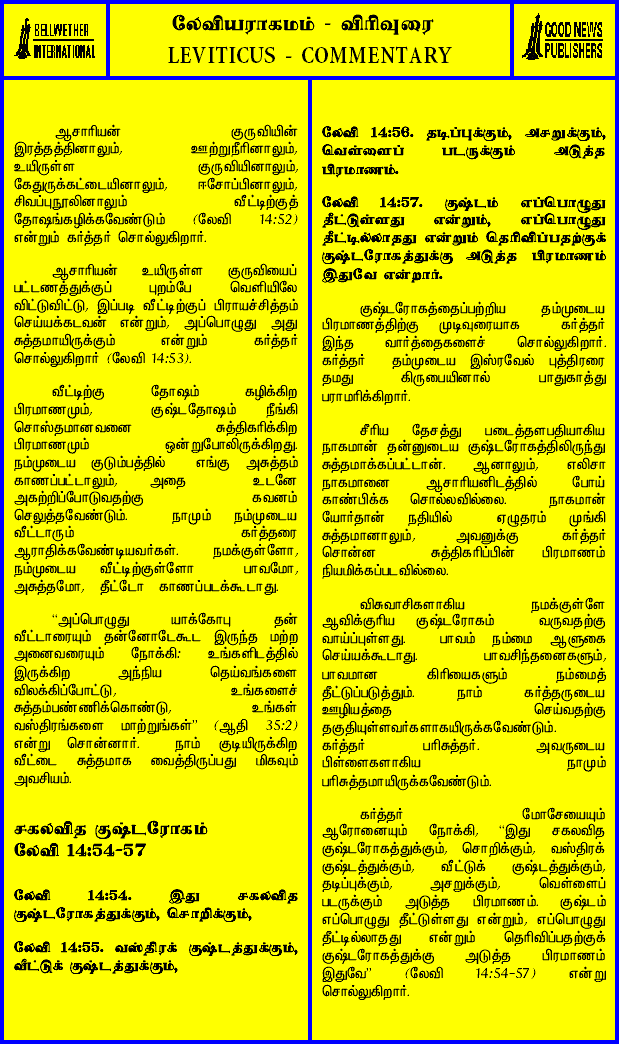 BELLWETHER
INTERNATIONAL
லேவியராகமம் - விரிவுரை
LEVITICUS - COMMENTARY
GOOD NEWS
PUBLISHERS
ஆசாரியன் குருவியின்
இரத்தத்தினாலும், ஊற்றுநீரினாலும்,
உயிருள்ள குருவியினாலும்,
கேதுருக்கட்டையினாலும், ஈசோப்பினாலும்,
சிவப்புநூலினாலும் வீட்டிற்குத்
தோஷங்கழிக்கவேண்டும் (லேவி 14:52)
என்றும் கர்த்தர் சொல்லுகிறார்.
ஆசாரியன் உயிருள்ள குருவியைப்
பட்டணத்துக்குப் புறம்பே வெளியிலே
விட்டுவிட்டு, இப்படி வீட்டிற்குப் பிராயச்சித்தம்
செய்யக்கடவன் என்றும், அப்பொழுது அது
சுத்தமாயிருக்கும் என்றும் கர்த்தர்
சொல்லுகிறார் (லேவி 14:53).
வீட்டிற்கு தோஷம் கழிக்கிற
பிரமாணமும், குஷ்டதோஷம் நீங்கி
சொஸ்தமானவனை சுத்திகரிக்கிற
பிரமாணமும் ஒன்றுபோலிருக்கிறது.
நம்முடைய குடும்பத்தில் எங்கு அசுத்தம்
காணப்பட்டாலும், அதை உடனே
அகற்றிப்போடுவதற்கு கவனம்
செலுத்தவேண்டும். நாமும் நம்முடைய
வீட்டாரும் கர்த்தரை
ஆராதிக்கவேண்டியவர்கள். நமக்குள்ளோ,
நம்முடைய வீட்டிற்குள்ளோ பாவமோ,
அசுத்தமோ, தீட்டோ காணப்படக்கூடாது.
“அப்பொழுது யாக்கோபு தன்
வீட்டாரையும் தன்னோடேகூட இருந்த மற்ற
அனைவரையும் நோக்கி: உங்களிடத்தில்
இருக்கிற அந்நிய தெய்வங்களை
விலக்கிப்போட்டு, உங்களைச்
சுத்தம்பண்ணிக்கொண்டு, உங்கள்
வஸ்திரங்களை மாற்றுங்கள்” (ஆதி 35:2)
என்று சொன்னார். நாம் குடியிருக்கிற
வீட்டை சுத்தமாக வைத்திருப்பது மிகவும்
அவசியம்.
சகலவித குஷ்டரோகம்
லேவி 14:54-57
லேவி 14:54. இது சகலவித
குஷ்டரோகத்துக்கும், சொறிக்கும்,
லேவி 14:55. வஸ்திரக் குஷ்டத்துக்கும்,
வீட்டுக் குஷ்டத்துக்கும்,
லேவி 14:56. தடிப்புக்கும், அசறுக்கும்,
வெள்ளைப் படருக்கும் அடுத்த
பிரமாணம்.
லேவி 14:57. குஷ்டம் எப்பொழுது
தீட்டுள்ளது என்றும், எப்பொழுது
தீட்டில்லாதது என்றும் தெரிவிப்பதற்குக்
குஷ்டரோகத்துக்கு அடுத்த பிரமாணம்
இதுவே என்றார்.
குஷ்டரோகத்தைப்பற்றிய தம்முடைய
பிரமாணத்திற்கு முடிவுரையாக கர்த்தர்
இந்த வார்த்தைகளைச் சொல்லுகிறார்.
கர்த்தர் தம்முடைய இஸ்ரவேல் புத்திரரை
தமது கிருபையினால் பாதுகாத்து
பராமரிக்கிறார்.
சீரிய தேசத்து படைத்தளபதியாகிய
நாகமான் தன்னுடைய குஷ்டரோகத்திலிருந்து
சுத்தமாக்கப்பட்டான். ஆனாலும், எலிசா
நாகமானை ஆசாரியனிடத்தில் போய்
காண்பிக்க சொல்லவில்லை. நாகமான்
யோர்தான் நதியில் ஏழுதரம் முங்கி
சுத்தமானாலும், அவனுக்கு கர்த்தர்
சொன்ன சுத்திகரிப்பின் பிரமாணம்
நியமிக்கப்படவில்லை.
விசுவாசிகளாகிய நமக்குள்ளே
ஆவிக்குரிய குஷ்டரோகம் வருவதற்கு
வாய்ப்புள்ளது. பாவம் நம்மை ஆளுகை
செய்யக்கூடாது. பாவசிந்தனைகளும்,
பாவமான கிரியைகளும் நம்மைத்
தீட்டுப்படுத்தும். நாம் கர்த்தருடைய
ஊழியத்தை செய்வதற்கு
தகுதியுள்ளவர்களாகயிருக்கவேண்டும்.
கர்த்தர் பரிசுத்தர். அவருடைய
பிள்ளைகளாகிய நாமும்
பரிசுத்தமாயிருக்கவேண்டும்.
கர்த்தர் மோசேயையும்
ஆரோனையும் நோக்கி, “இது சகலவித
குஷ்டரோகத்துக்கும், சொறிக்கும், வஸ்திரக்
குஷ்டத்துக்கும், வீட்டுக் குஷ்டத்துக்கும்,
தடிப்புக்கும், அசறுக்கும், வெள்ளைப்
படருக்கும் அடுத்த பிரமாணம். குஷ்டம்
எப்பொழுது தீட்டுள்ளது என்றும், எப்பொழுது
தீட்டில்லாதது என்றும் தெரிவிப்பதற்குக்
குஷ்டரோகத்துக்கு அடுத்த பிரமாணம்
இதுவே” (லேவி 14:54-57) என்று
சொல்லுகிறார்.